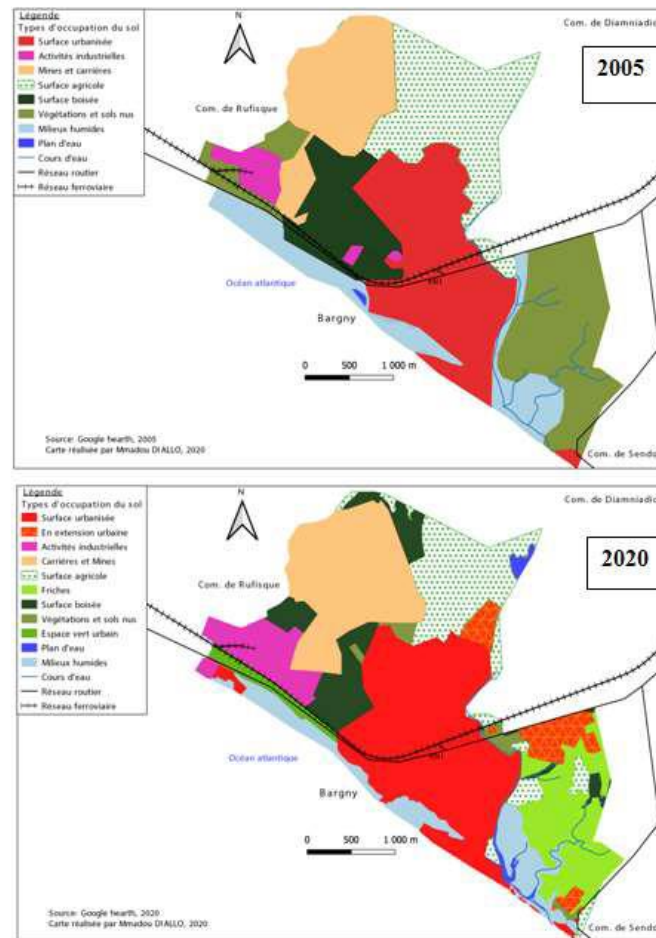 Légende
Types d'occupation du sol
Surface urbanisée
Activités industrielles
Mines et carrières
Surface agricole
Surface boisée
Végétations et sols nus
Milieux humides
Plan d'eau
Cours d'eau
Réseau routier
Réseau ferroviaire
N
Com. de Diamniadio
2005
Com. de Rufisque
Océan atlantique
Bargny
0 500 1 000 m
Source: Google hearth, 2005
Carte réalisée par Mmadou DIALLO, 2020
Com. de Sendo
Légende
Types d'occupation du sol
Surface urbanisée
En extension urbaine
Activités industrielles
Carrières et Mines
Surface agricole
Friches
Surface boisée
Végétations et sols nus
Espace vert urbain
Plan d'eau
Milieux humides
Cours d'eau
Réseau routier
Réseau ferroviaire
N
Com. de Diamniadio
2020
Com. de Rufisque
Océan atlantique
Bargny
0 500 1 000 m
Source: Google hearth, 2020
Carte réalisée par Mmadou DIALLO, 2020
Com. de Sendo